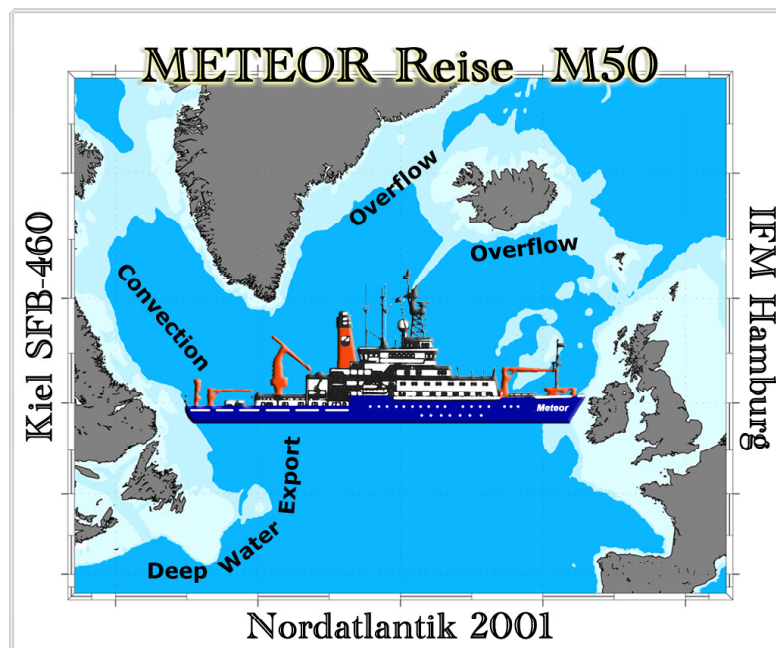 METEOR Reise M50
Overflow
Overflow
Convection
Kiel SFB-460
IFM Hamburg
Meteor
Deep Water Export
Nordatlantik 2001